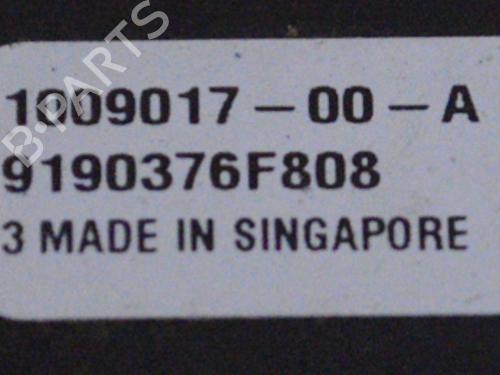 1009017-00-A
9190376F808
3 MADE IN SINGAPORE
B-PARTS